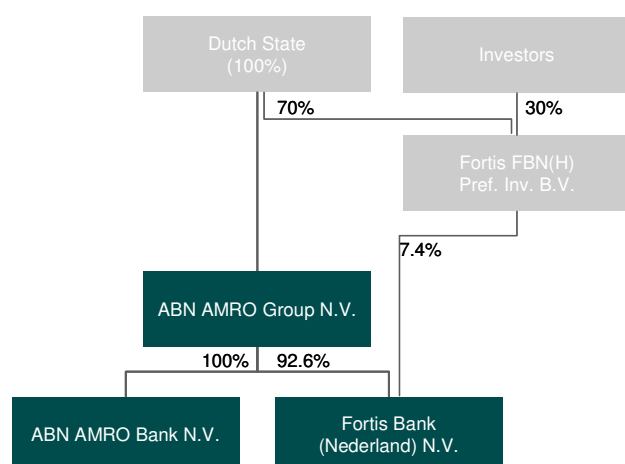 Dutch State
(100%)
Investors
70%
30%
Fortis FBN(H)
Pref. Inv. B.V.
7.4%
ABN AMRO Group N.V.
100%
92.6%
ABN AMRO Bank N.V.
Fortis Bank
(Nederland) N.V.